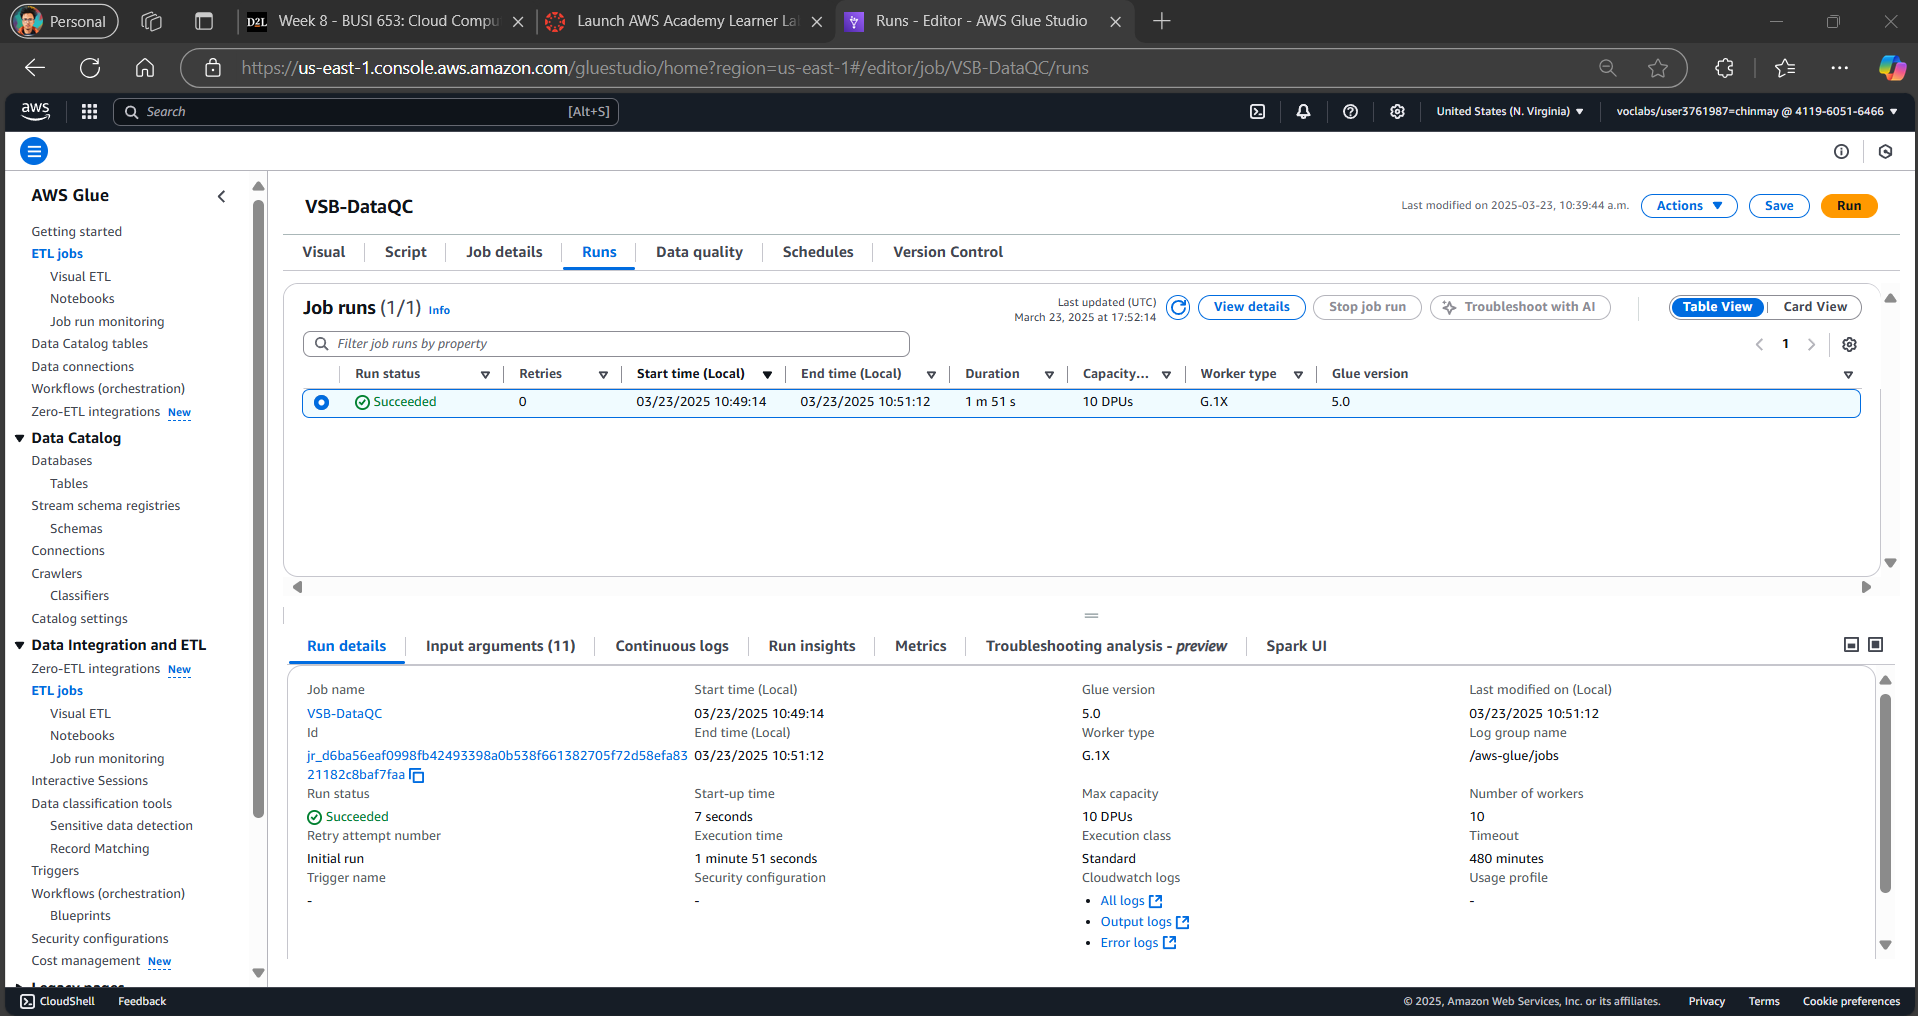 Personal
D2L Week 8 - BUSI 653: Cloud Compu
Launch AWS Academy Learner La
Runs - Editor - AWS Glue Studio
https://us-east-1.console.aws.amazon.com/gluestudio/home?region=us-east-1#/editor/job/VSB-DataQC/runs
aws
Search [Alt+S]
United States (N. Virginia)
voclabs/user3761987=chinmay @ 4119-6051-6466
AWS Glue
Getting started
ETL jobs
Visual ETL
Notebooks
Job run monitoring
Data Catalog tables
Data connections
Workflows (orchestration)
Zero-ETL integrations New
Data Catalog
Databases
Tables
Stream schema registries
Schemas
Connections
Crawlers
Classifiers
Catalog settings
Data Integration and ETL
Zero-ETL integrations New
ETL jobs
Visual ETL
Notebooks
Job run monitoring
Interactive Sessions
Data classification tools
Sensitive data detection
Record Matching
Triggers
Workflows (orchestration)
Blueprints
Security configurations
Cost management New
Legacy pages
VSB-DataQC
Last modified on 2025-03-23, 10:39:44 a.m.
Actions
Save
Run
Visual
Script
Job details
Runs
Data quality
Schedules
Version Control
Job runs (1/1) Info
Last updated (UTC)
March 23, 2025 at 17:52:14
View details
Stop job run
Troubleshoot with AI
Table View
Card View
Filter job runs by property
1
Run status Retries Start time (Local) End time (Local) Duration Capacity... Worker type Glue version
Succeeded 0 03/23/2025 10:49:14 03/23/2025 10:51:12 1 m 51 s 10 DPUs G.1X 5.0
Run details
Input arguments (11)
Continuous logs
Run insights
Metrics
Troubleshooting analysis - preview
Spark UI
Job name
VSB-DataQC
Id
jr_d6ba56eaf0998fb42493398a0b538f661382705f72d58efa83
21182c8baf7faa
Run status
Succeeded
Retry attempt number
Initial run
Trigger name
-
Start time (Local)
03/23/2025 10:49:14
End time (Local)
03/23/2025 10:51:12
Start-up time
7 seconds
Execution time
1 minute 51 seconds
Security configuration
-
Glue version
5.0
Worker type
G.1X
Max capacity
10 DPUs
Execution class
Standard
Cloudwatch logs
• All logs
• Output logs
• Error logs
Last modified on (Local)
03/23/2025 10:51:12
Log group name
/aws-glue/jobs
Number of workers
10
Timeout
480 minutes
Usage profile
-
CloudShell
Feedback
© 2025, Amazon Web Services, Inc. or its affiliates.
Privacy
Terms
Cookie preferences